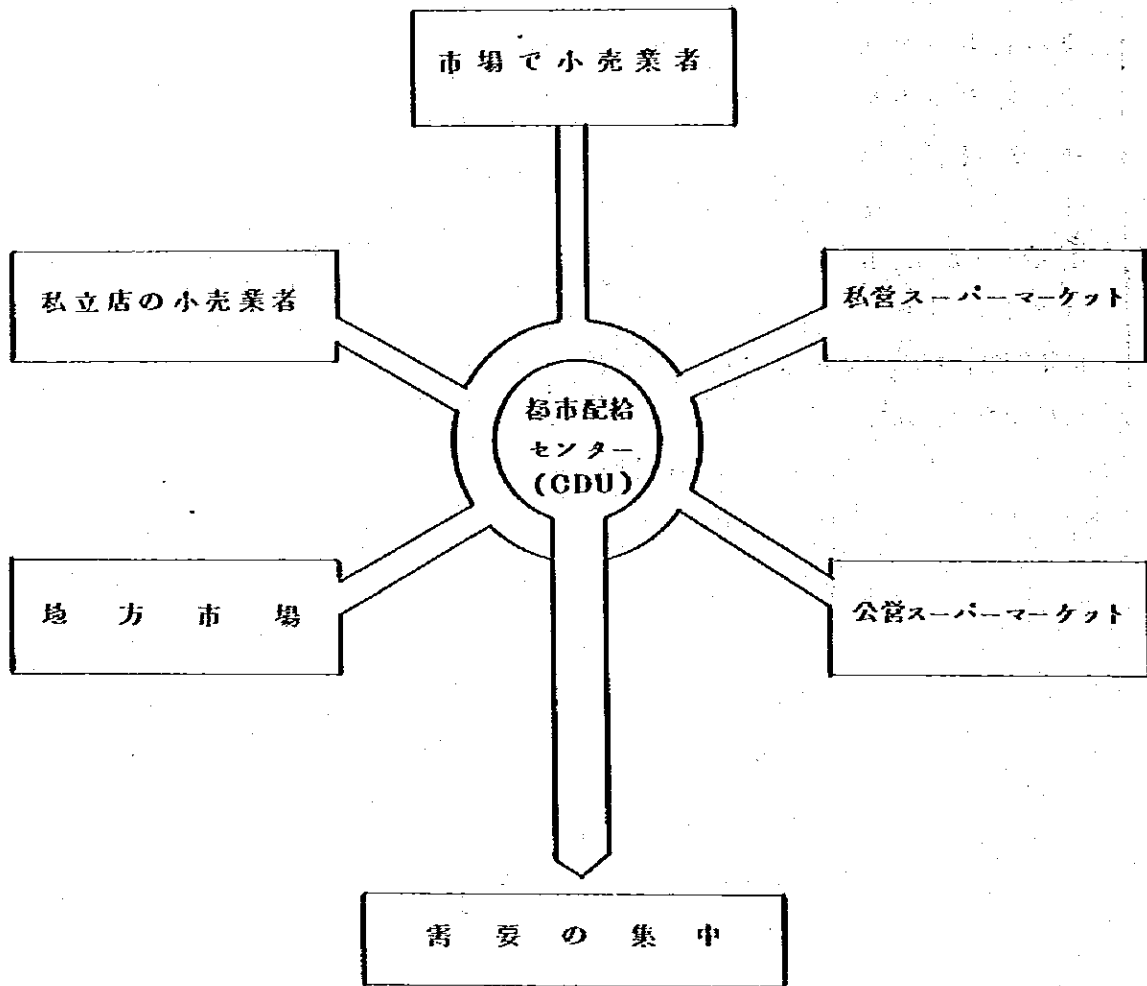 市場で小売業者
私立店の小売業者
私営スーパーマーケット
都市配給
センター
(CDU)
地方市場
公営スーパーマーケット
需要の集中